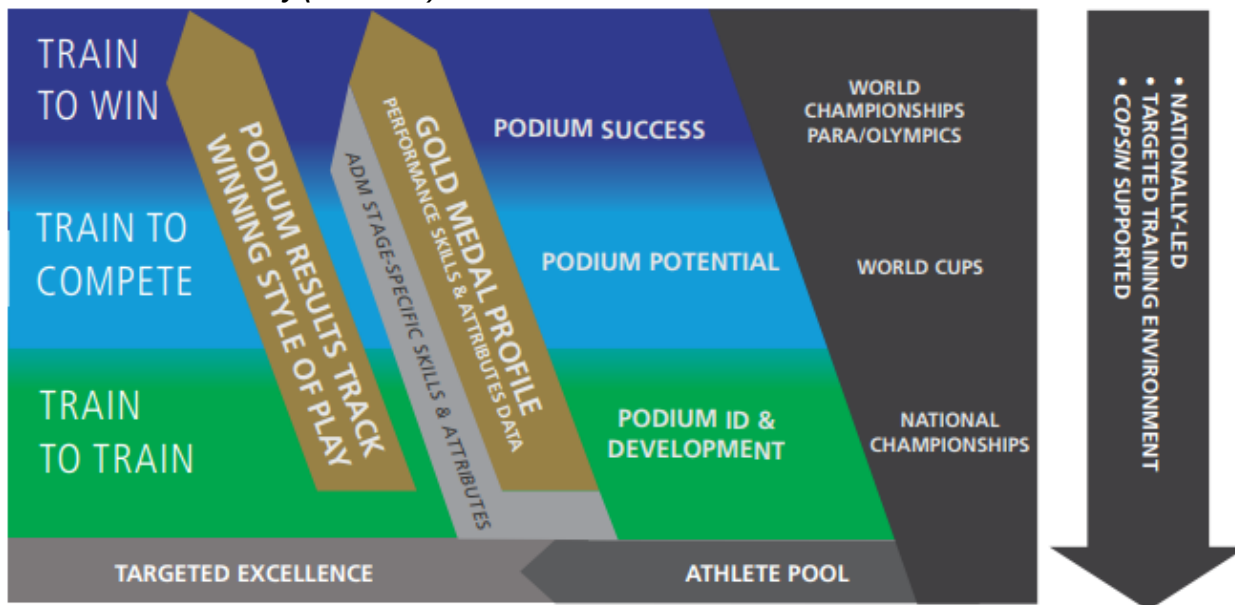 TRAIN
TO WIN
TRAIN TO
COMPETE
TRAIN
TO TRAIN
PODIUM RESULTS TRACK
WINNING STYLE OF PLAY
ADM STAGE-SPECIFIC SKILLS & ATTRIBUTES
GOLD MEDAL PROFILE
PERFORMANCE SKILLS & ATTRIBUTES DATA
PODIUM SUCCESS
PODIUM POTENTIAL
PODIUM ID &
DEVELOPMENT
WORLD
CHAMPIONSHIPS
PARA/OLYMPICS
WORLD CUPS
NATIONAL
CHAMPIONSHIPS
• NATIONALLY-LED
• TARGETED TRAINING ENVIRONMENT
• COPSIN SUPPORTED
TARGETED EXCELLENCE
ATHLETE POOL